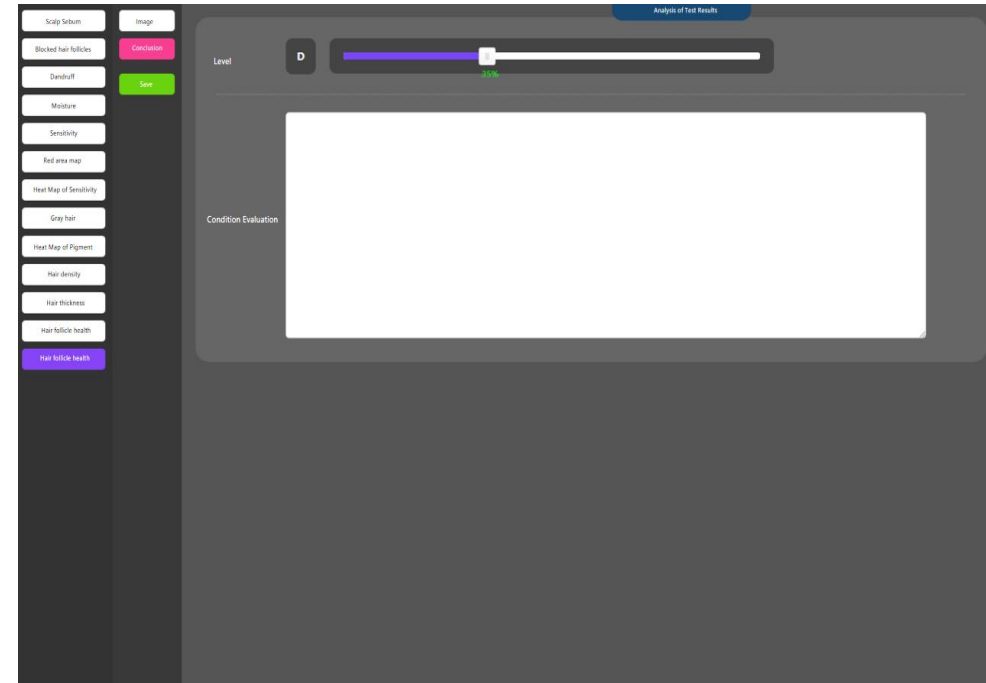 Analysis of Test Results
Scalp Sebum
Blocked hair follicles
Dandruff
Moisture
Sensitivity
Red area map
Heat Map of Sensitivity
Gray hair
Heat Map of Pigment
Hair density
Hair thickness
Hair follicle health
Hair follicle health
Image
Conclusion
Save
Level
D
35%
Condition Evaluation